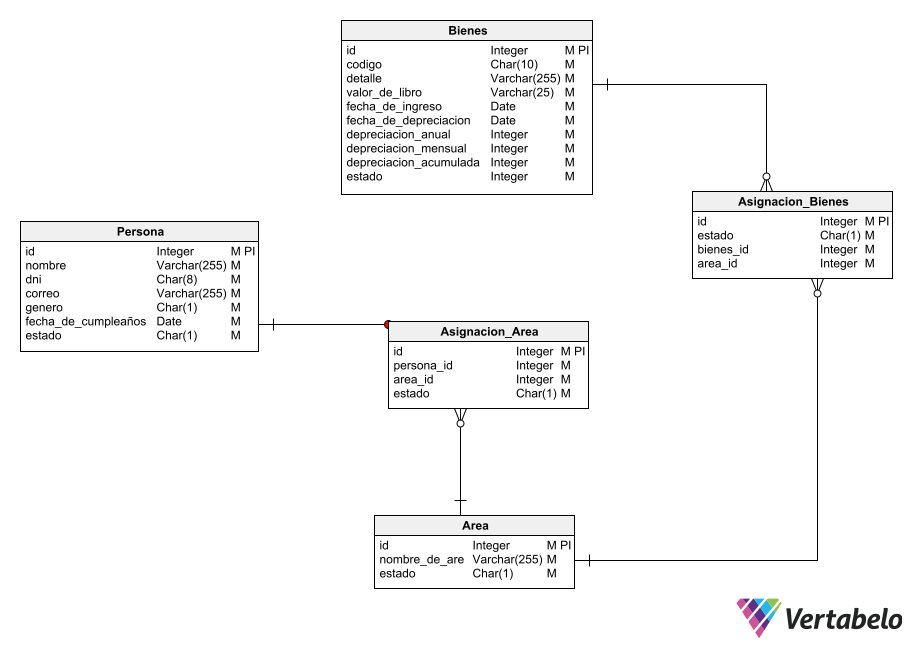 Bienes
id Integer M PI
codigo Char(10) M
detalle Varchar(255) M
valor_de_libro Varchar(25) M
fecha_de_ingreso Date M
fecha_de_depreciacion Date M
depreciacion_anual Integer M
depreciacion_mensual Integer M
depreciacion_acumulada Integer M
estado Integer M
Asignacion_Bienes
id Integer M PI
estado Char(1) M
bienes_id Integer M
area_id Integer M
Persona
id Integer M PI
nombre Varchar(255) M
dni Char(8) M
correo Varchar(255) M
genero Char(1) M
fecha_de_cumpleaños Date M
estado Char(1) M
Asignacion_Area
id Integer M PI
persona_id Integer M
area_id Integer M
estado Char(1) M
Area
id Integer M PI
nombre_de_are Varchar(255) M
estado Char(1) M
Vertabelo